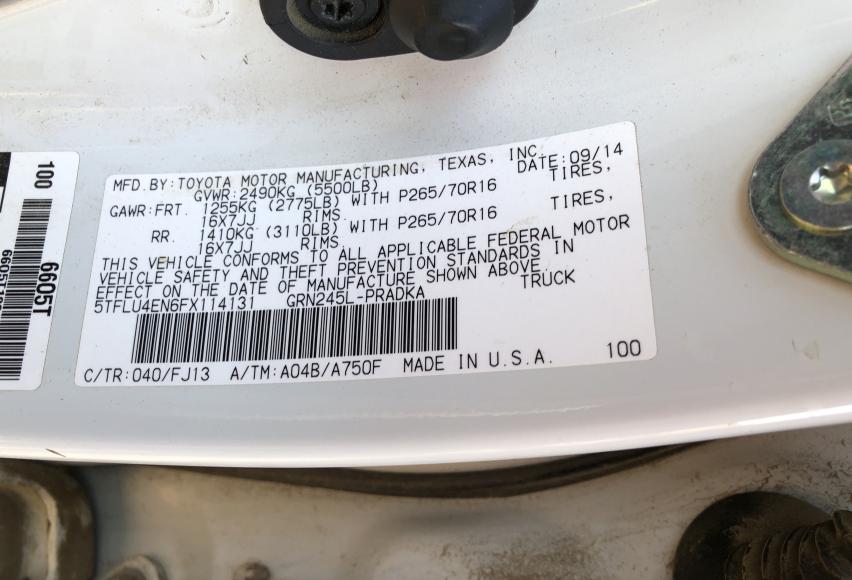 MFD. BY: TOYOTA MOTOR MANUFACTURING, TEXAS, INC.
GVWR: 2490KG (5500LB) DATE: 09/14
GAWR: FRT. 1255KG (2775LB) WITH P265/70R16 TIRES,
16X7JJ RIMS.
RR. 1410KG (3110LB) WITH P265/70R16 TIRES,
16X7JJ RIMS.
THIS VEHICLE CONFORMS TO ALL APPLICABLE FEDERAL MOTOR
VEHICLE SAFETY AND THEFT PREVENTION STANDARDS IN
EFFECT ON THE DATE OF MANUFACTURE SHOWN ABOVE.
5TFLU4EN6FX114131 GRN245L-PRADKA TRUCK
C/TR: 040/FJ13 A/TM: A04B/A750F MADE IN U.S.A. 100
100
6605T